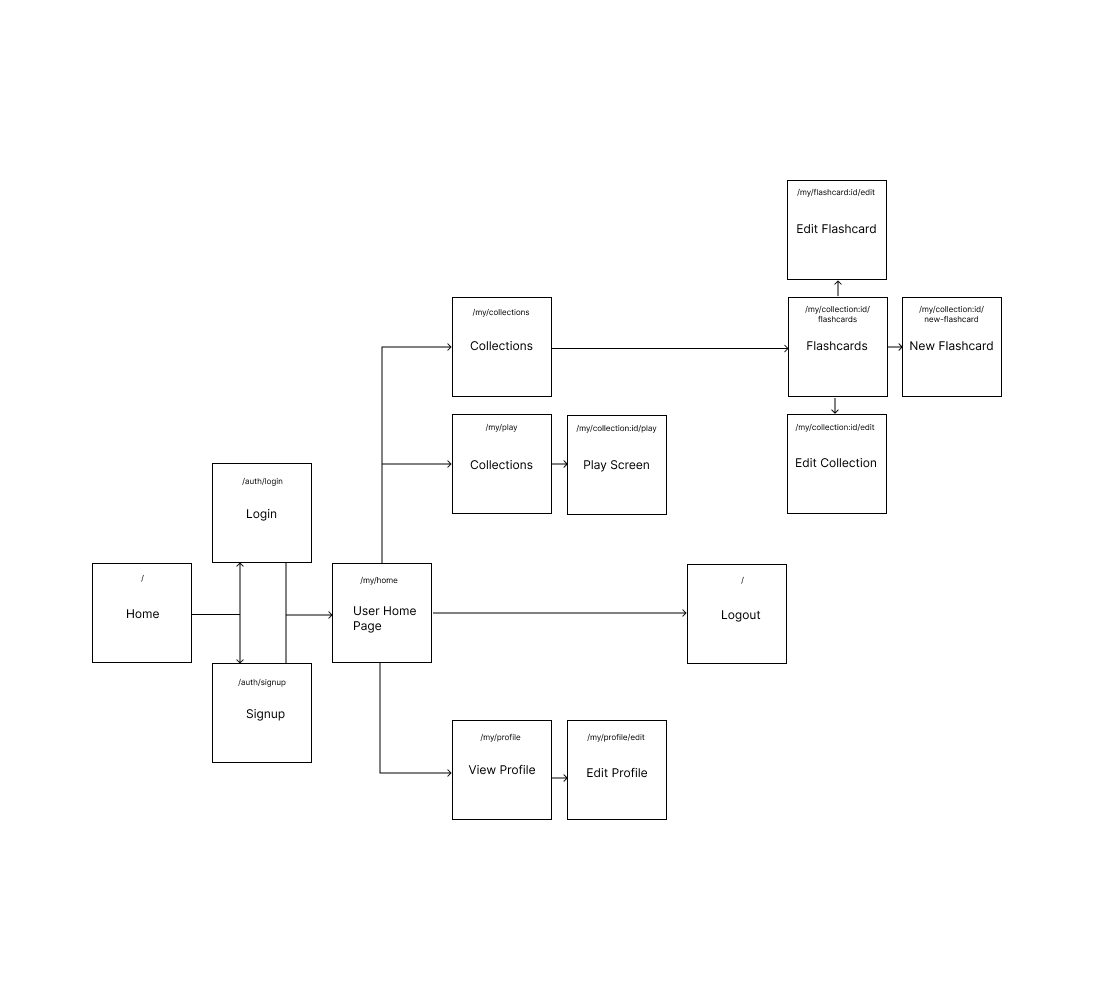 /my/flashcard:id/edit
Edit Flashcard
/my/collections
Collections
/my/collection:id/
flashcards
Flashcards
/my/collection:id/
new-flashcard
New Flashcard
/my/play
Collections
/my/collection:id/play
Play Screen
/my/collection:id/edit
Edit Collection
/auth/login
Login
/
Home
/my/home
User Home
Page
/
Logout
/auth/signup
Signup
/my/profile
View Profile
/my/profile/edit
Edit Profile